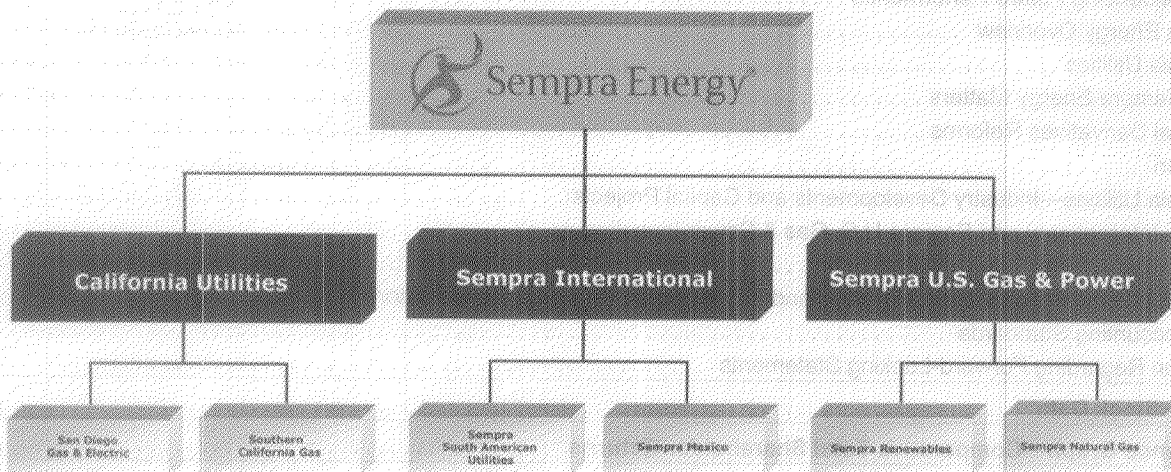 Sempra Energy®
California Utilities
Sempra International
Sempra U.S. Gas & Power
San Diego
Gas & Electric
Southern
California Gas
Sempra
South American
Utilities
Sempra Mexico
Sempra Renewables
Sempra Natural Gas